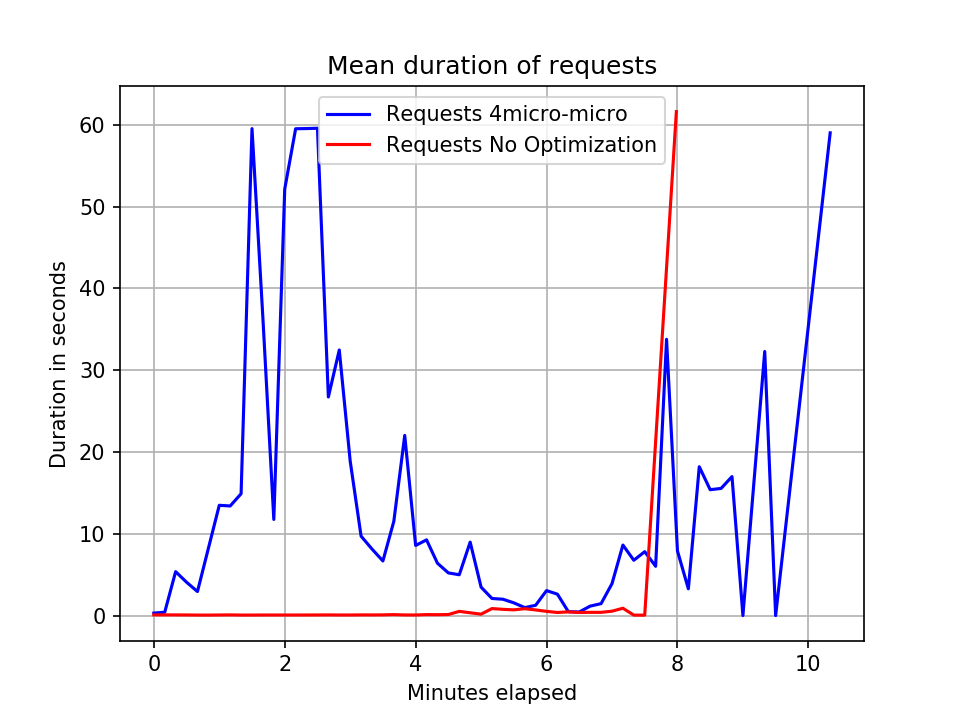 Mean duration of requests
Requests 4micro-micro
Requests No Optimization
Duration in seconds
60
50
40
30
20
10
0
0 2 4 6 8 10
Minutes elapsed